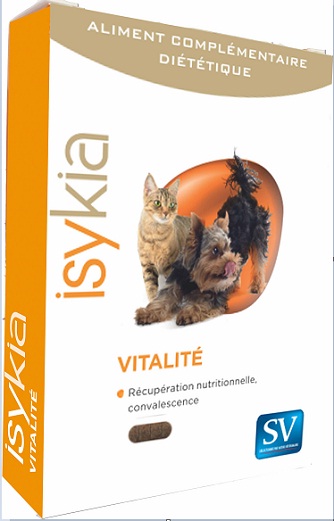 ALIMENT COMPLÉMENTAIRE
DIÉTÉTIQUE
isykia
VITALITÉ
Récupération nutritionnelle,
convalescence
SV
isykia
VITALITÉ